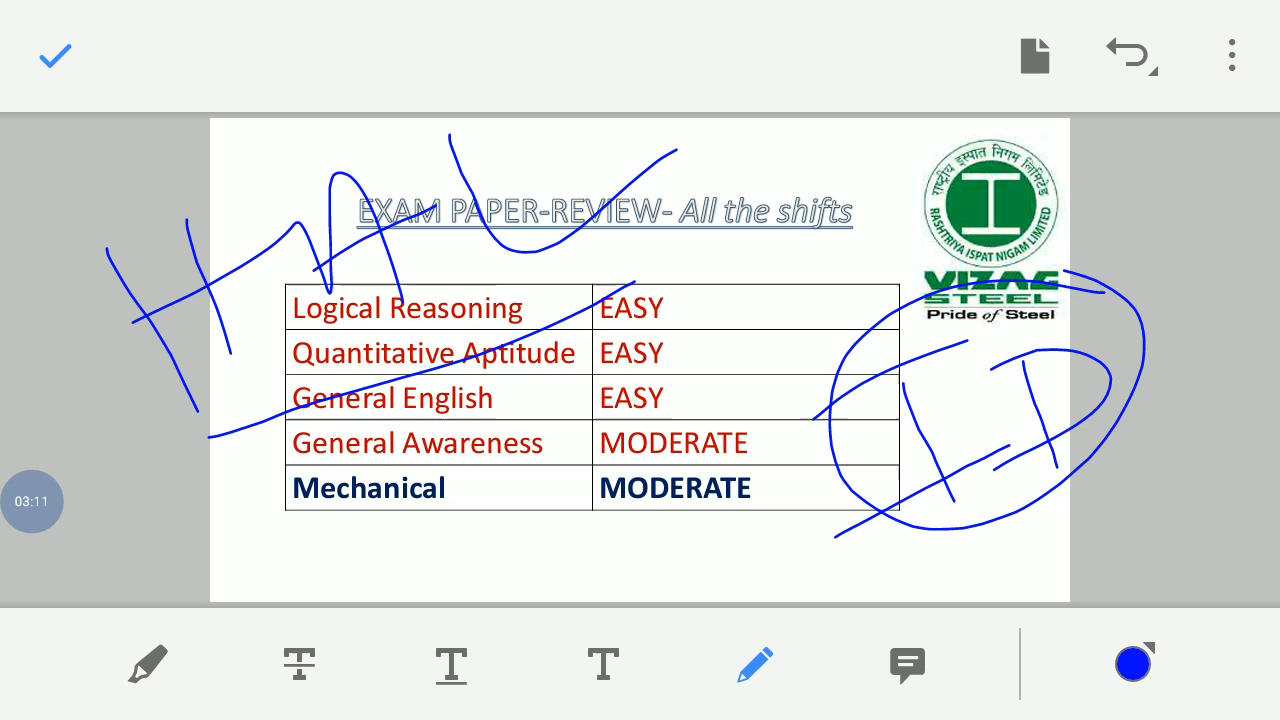 EXAM PAPER-REVIEW- All the shifts
राष्ट्रीय इस्पात निगम लिमिटेड
RASHTRIYA ISPAT NIGAM LIMITED
VIZAG
STEEL
Pride of Steel
HAL
Logical Reasoning EASY
Quantitative Aptitude EASY
General English EASY
General Awareness MODERATE
Mechanical MODERATE
03:11